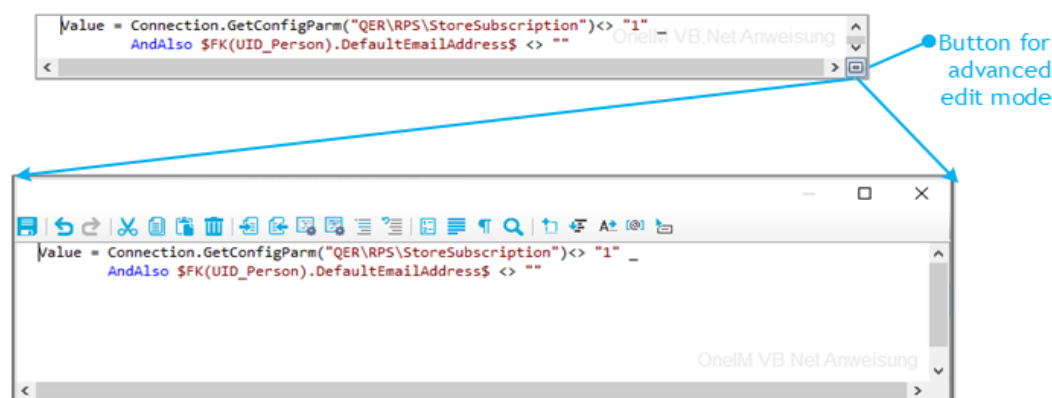 Value = Connection.GetConfigParm("QER\RPS\StoreSubscription")<> "1" _
AndAlso $FK(UID_Person).DefaultEmailAddress$ <> ""
OneIM VB.Net Anweisung
Button for
advanced
edit mode
Value = Connection.GetConfigParm("QER\RPS\StoreSubscription")<> "1" _
AndAlso $FK(UID_Person).DefaultEmailAddress$ <> ""
OneIM VB.Net Anweisung